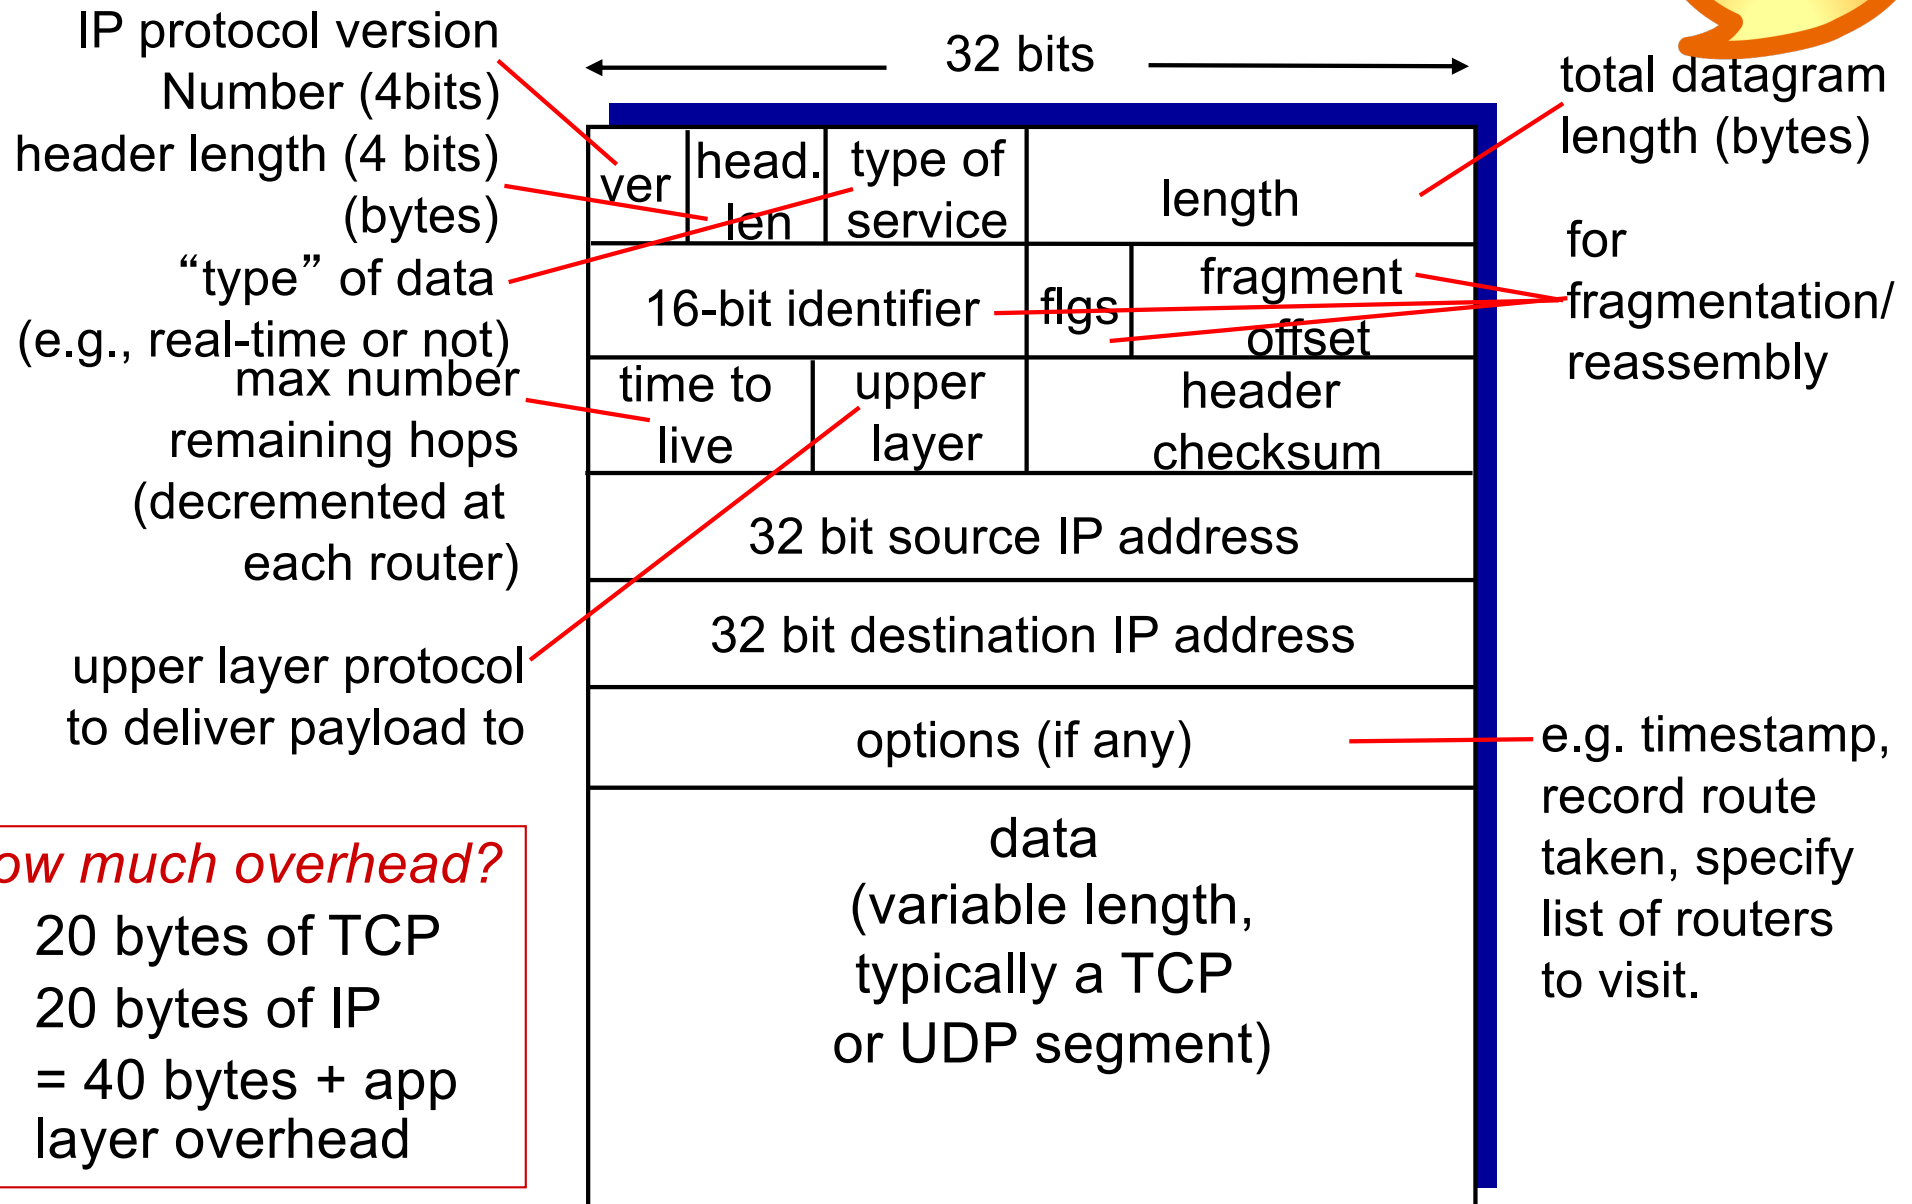 IP protocol version
Number (4bits)
header length (4 bits)
(bytes)
“type” of data
(e.g., real-time or not)
max number
remaining hops
(decremented at
each router)
upper layer protocol
to deliver payload to
much overhead?
20 bytes of TCP
20 bytes of IP
= 40 bytes + app
layer overhead
32 bits
ver
head.
len
type of
service
length
16-bit identifier
flgs
fragment
offset
time to
live
upper
layer
header
checksum
32 bit source IP address
32 bit destination IP address
options (if any)
data
(variable length,
typically a TCP
or UDP segment)
total datagram
length (bytes)
for
fragmentation/
reassembly
e.g. timestamp,
record route
taken, specify
list of routers
to visit.